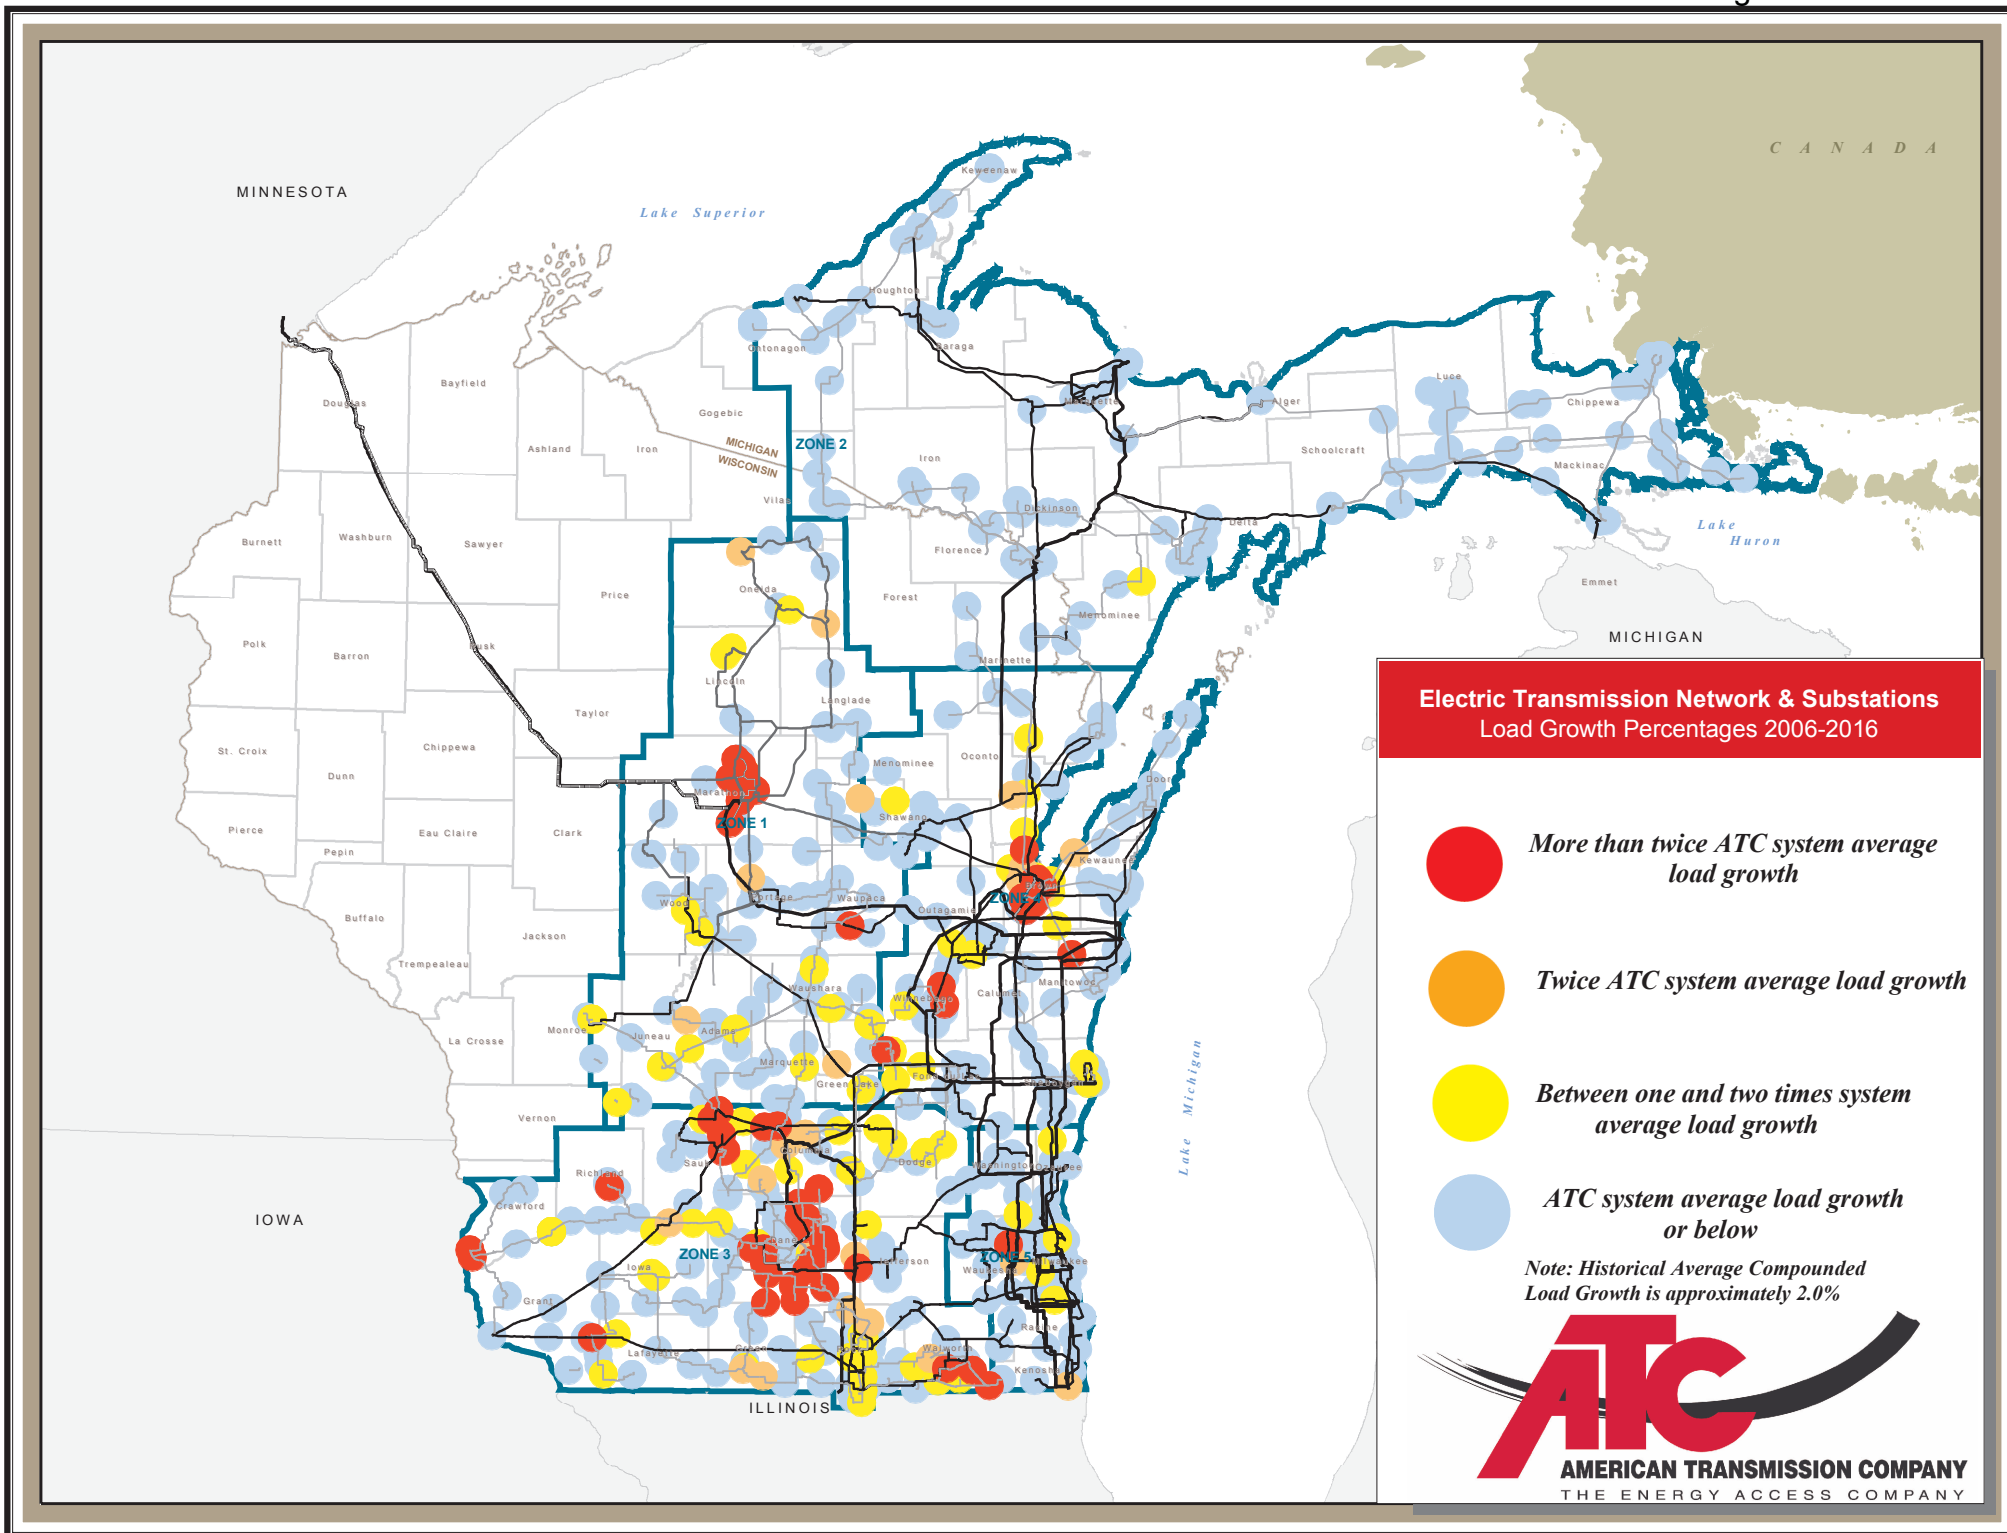 MINNESOTA
Lake Superior
CANADA
Keweenaw
Houghton
Ontonagon
Baraga
Bayfield
Douglas
Gogebic
Marquette
Alger
Luce
Chippewa
MICHIGAN
WISCONSIN
ZONE 2
Ashland
Iron
Iron
Schoolcraft
Mackinac
Vilas
Dickinson
Delta
Lake
Huron
Burnett
Washburn
Sawyer
Florence
Emmet
Price
Oneida
Forest
Menominee
MICHIGAN
Polk
Barron
Rusk
Marinette
Lincoln
Langlade
Taylor
St. Croix
Chippewa
Dunn
Oconto
Menominee
Door
Marathon
ZONE 1
Shawano
Pierce
Eau Claire
Clark
Pepin
Kewaunee
Brown
ZONE 4
Wood
Portage
Waupaca
Outagamie
Buffalo
Jackson
Trempealeau
Waushara
Winnebago
Calumet
Manitowoc
Monroe
La Crosse
Juneau
Adams
Marquette
Green Lake
Fond du Lac
Sheboygan
Lake Michigan
Vernon
Sauk
Columbia
Dodge
Washington
Ozaukee
Richland
Crawford
IOWA
ZONE 3
Dane
Iowa
Jefferson
ZONE 5
Waukesha
Milwaukee
Grant
Lafayette
Green
Rock
Walworth
Racine
Kenosha
ILLINOIS
Electric Transmission Network & Substations
Load Growth Percentages 2006-2016
More than twice ATC system average
load growth
Twice ATC system average load growth
Between one and two times system
average load growth
ATC system average load growth
or below
Note: Historical Average Compounded
Load Growth is approximately 2.0%
ATC
AMERICAN TRANSMISSION COMPANY
THE ENERGY ACCESS COMPANY